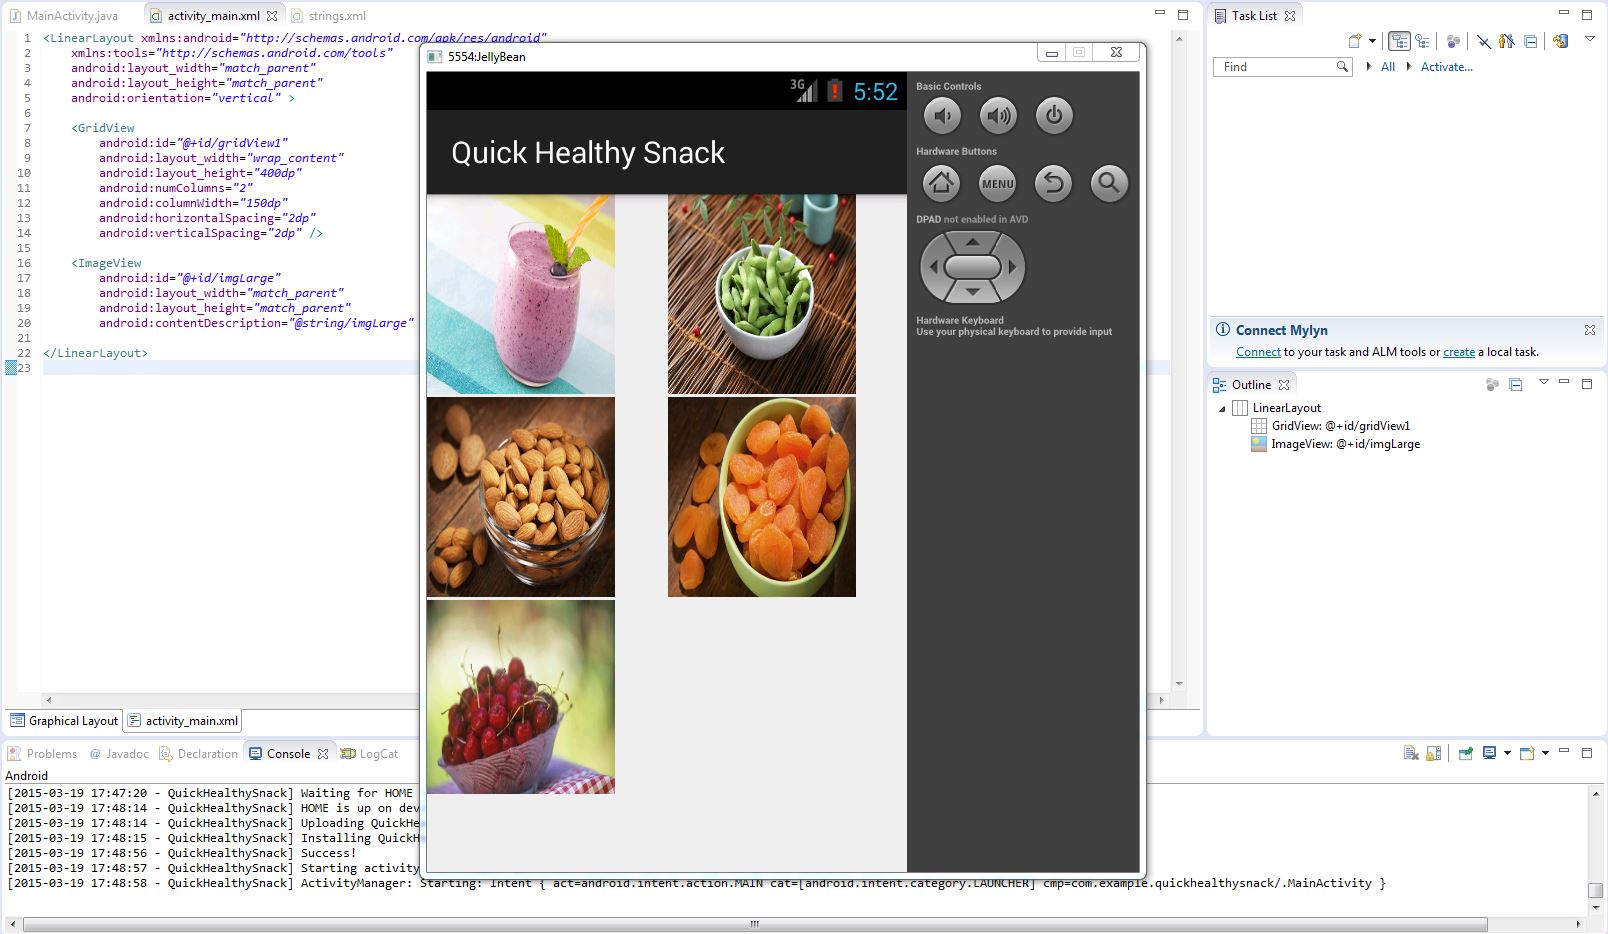 MainActivity.java
activity_main.xml
strings.xml
1 <LinearLayout xmlns:android="http://schemas.android.com/apk/res/android"
2 xmlns:tools="http://schemas.android.com/tools"
3 android:layout_width="match_parent"
4 android:layout_height="match_parent"
5 android:orientation="vertical" >
6
7 <GridView
8 android:id="@+id/gridView1"
9 android:layout_width="wrap_content"
10 android:layout_height="400dp"
11 android:numColumns="2"
12 android:columnWidth="150dp"
13 android:horizontalSpacing="2dp"
14 android:verticalSpacing="2dp" />
15
16 <ImageView
17 android:id="@+id/imgLarge"
18 android:layout_width="match_parent"
19 android:layout_height="match_parent"
20 android:contentDescription="@string/imgLarge"
21
22 </LinearLayout>
23
Graphical Layout
activity_main.xml
5554:JellyBean
3G
5:52
Quick Healthy Snack
Basic Controls
Hardware Buttons
MENU
DPAD not enabled in AVD
Hardware Keyboard
Use your physical keyboard to provide input
Task List
Find
All
Activate...
Connect Mylyn
Connect to your task and ALM tools or create a local task.
Outline
LinearLayout
GridView: @+id/gridView1
ImageView: @+id/imgLarge
Problems
@ Javadoc
Declaration
Console
LogCat
Android
[2015-03-19 17:47:20 - QuickHealthySnack] Waiting for HOME
[2015-03-19 17:48:14 - QuickHealthySnack] HOME is up on dev
[2015-03-19 17:48:14 - QuickHealthySnack] Uploading QuickHe
[2015-03-19 17:48:15 - QuickHealthySnack] Installing QuickH
[2015-03-19 17:48:56 - QuickHealthySnack] Success!
[2015-03-19 17:48:57 - QuickHealthySnack] Starting activity
[2015-03-19 17:48:58 - QuickHealthySnack] ActivityManager: Starting: Intent { act=android.intent.action.MAIN cat=[android.intent.category.LAUNCHER] cmp=com.example.quickhealthysnack/.MainActivity }